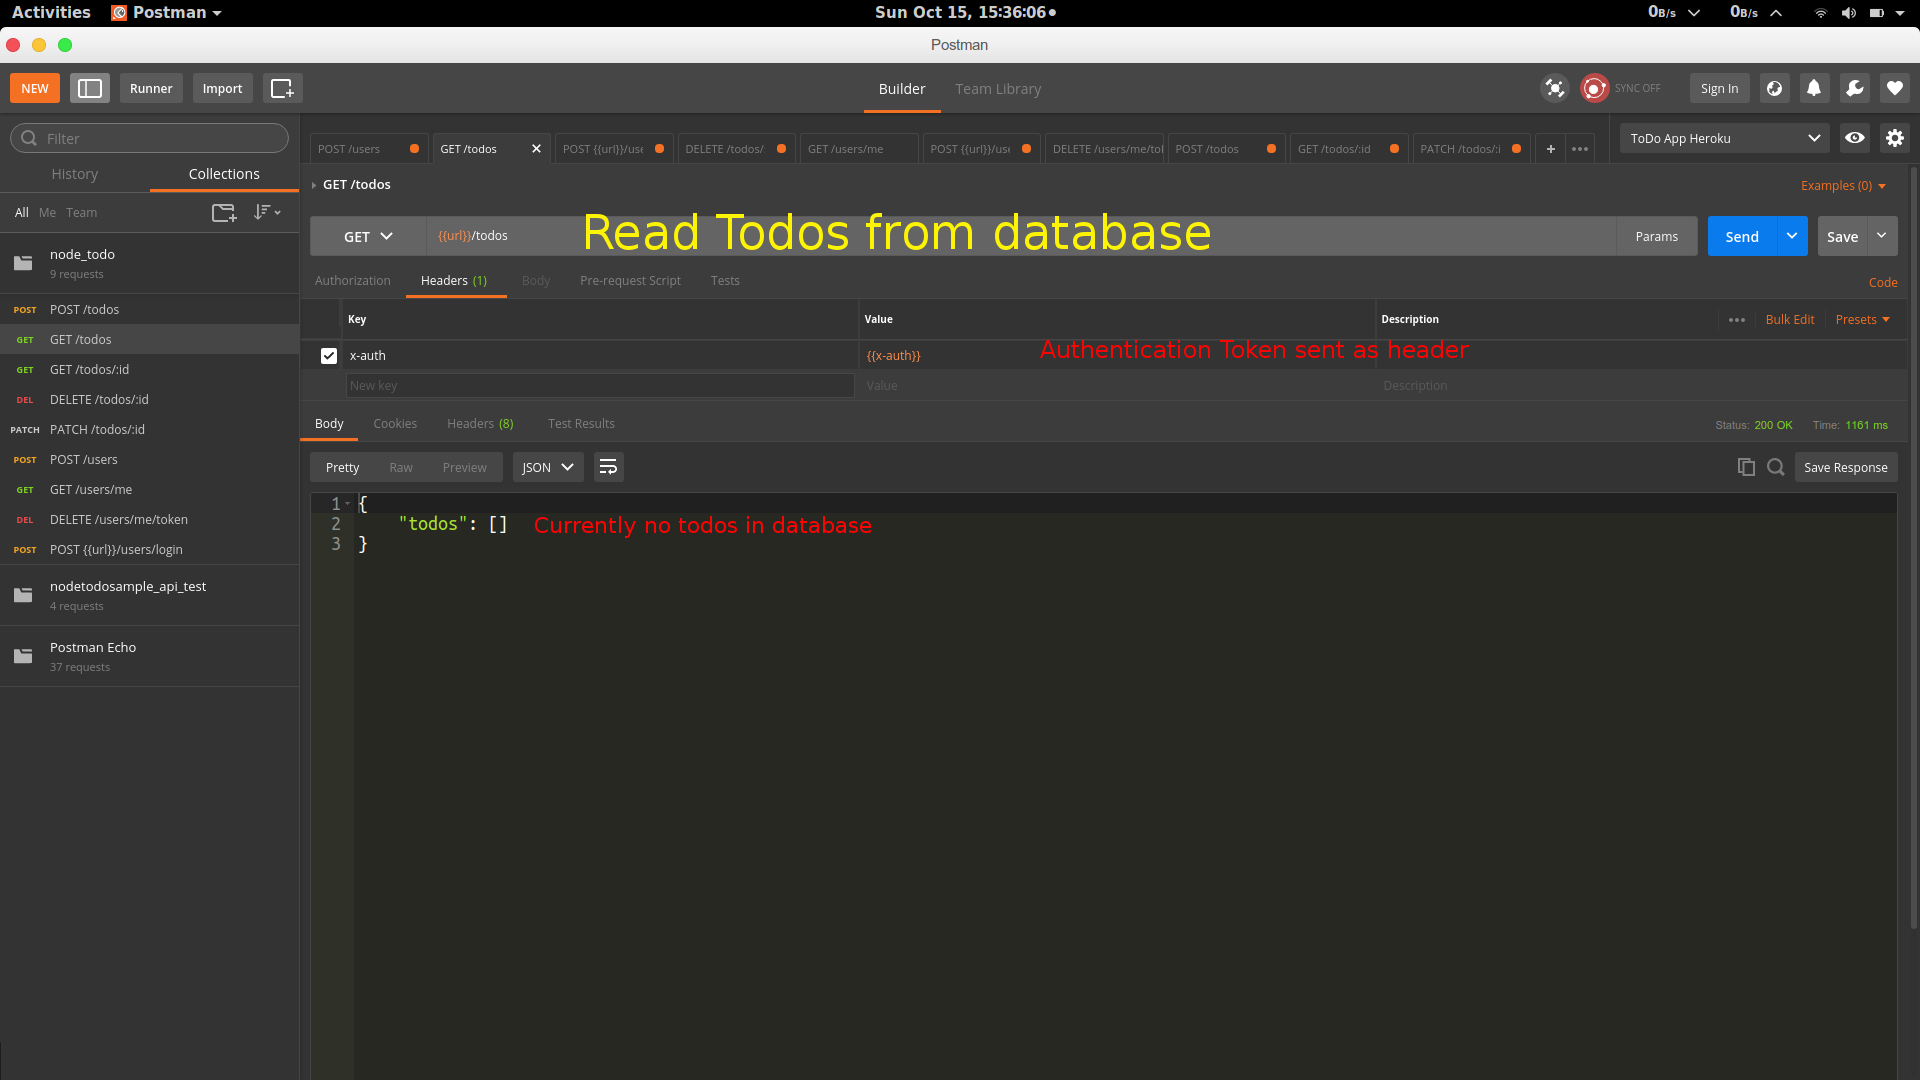 Activities Postman Sun Oct 15, 15:36:06 0B/s 0B/s
Postman
NEW Runner Import Builder Team Library SYNC OFF Sign In
Filter
POST /users GET /todos POST {{url}}/use DELETE /todos/: GET /users/me POST {{url}}/use DELETE /users/me/tok POST /todos GET /todos/:id PATCH /todos/:i + ToDo App Heroku
History Collections
GET /todos Examples (0)
All Me Team
GET {{url}}/todos Read Todos from database Params Send Save
node_todo
9 requests
Authorization Headers (1) Body Pre-request Script Tests Code
POST POST /todos
GET GET /todos
GET GET /todos/:id
DEL DELETE /todos/:id
PATCH PATCH /todos/:id
POST POST /users
GET GET /users/me
DEL DELETE /users/me/token
POST POST {{url}}/users/login
nodetodosample_api_test
4 requests
Postman Echo
37 requests
Key Value Description Bulk Edit Presets
x-auth {{x-auth}} Authentication Token sent as header
New key Value Description
Body Cookies Headers (8) Test Results Status: 200 OK Time: 1161 ms
Pretty Raw Preview JSON Save Response
1 {
2 "todos": [] Currently no todos in database
3 }